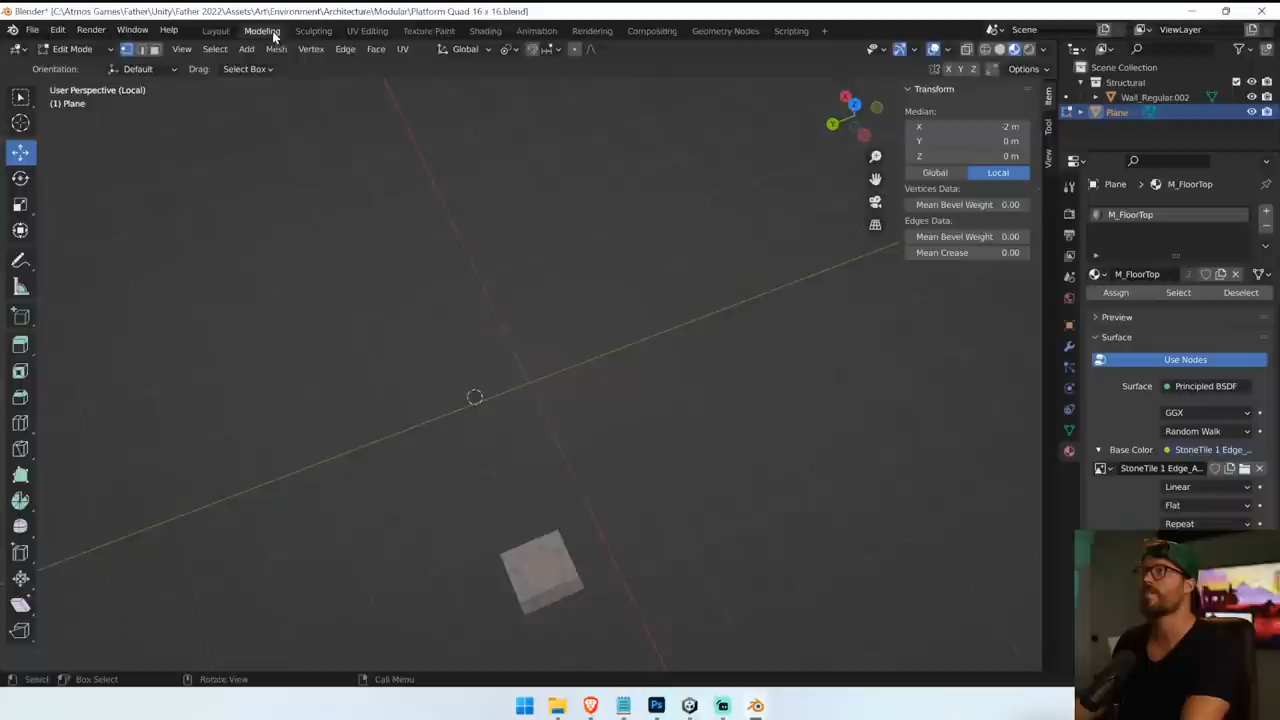 Blender* [C:\Atmos Games\Father\Unity\Father 2022\Assets\Art\Environment\Architecture\Modular\Platform Quad 16 x 16.blend]
File Edit Render Window Help Layout Modeling Sculpting UV Editing Texture Paint Shading Animation Rendering Compositing Geometry Nodes Scripting + Scene ViewLayer
Edit Mode View Select Add Mesh Vertex Edge Face UV Global
Orientation: Default Drag: Select Box X Y Z Options
User Perspective (Local)
(1) Plane
Transform
Median:
X -2 m
Y 0 m
Z 0 m
Global Local
Vertices Data:
Mean Bevel Weight 0.00
Edges Data:
Mean Bevel Weight 0.00
Mean Crease 0.00
Item
Tool
View
X
Y
Z
Scene Collection
Structural
Wall_Regular.002
Plane
Plane M_FloorTop
M_FloorTop
M_FloorTop
Assign Select Deselect
Preview
Surface
Use Nodes
Surface Principled BSDF
GGX
Random Walk
Base Color StoneTile 1 Edge_...
StoneTile 1 Edge_A...
Linear
Flat
Repeat
Select Box Select Rotate View Call Menu
Ps